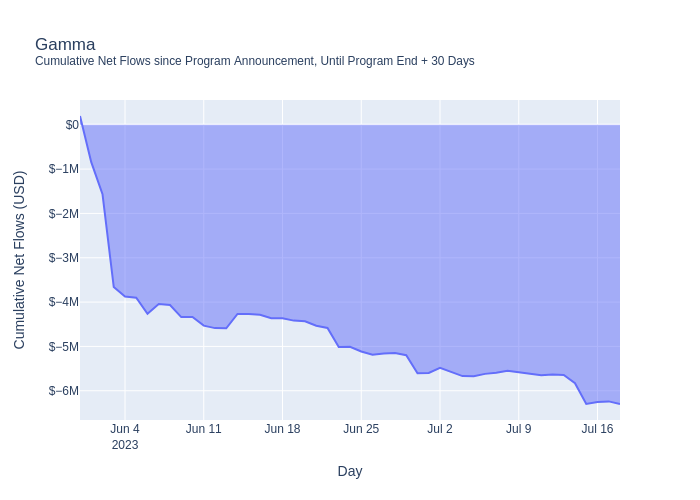 Gamma
Cumulative Net Flows since Program Announcement, Until Program End + 30 Days
Cumulative Net Flows (USD)
$0
$−1M
$−2M
$−3M
$−4M
$−5M
$−6M
Jun 4
2023
Jun 11
Jun 18
Jun 25
Jul 2
Jul 9
Jul 16
Day